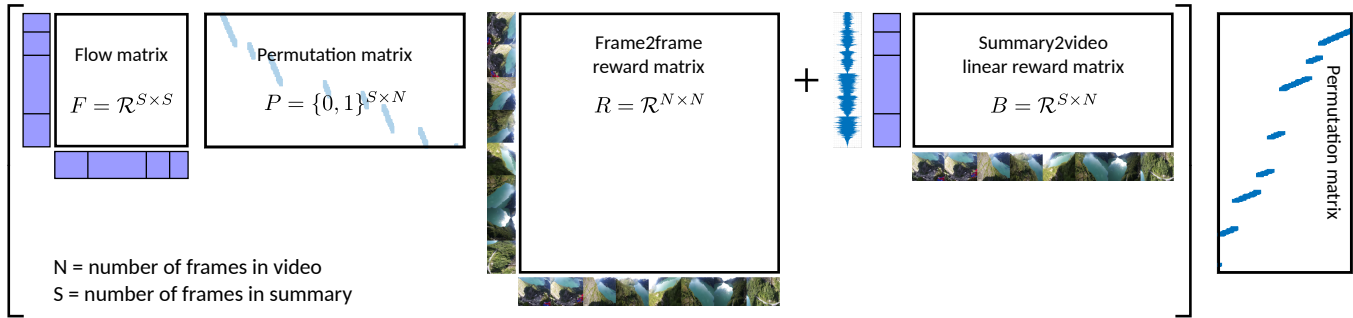 Flow matrix
F = ℛ^{S×S}
Permutation matrix
P = {0, 1}^{S×N}
Frame2frame
reward matrix
R = ℛ^{N×N}
+
Summary2video
linear reward matrix
B = ℛ^{S×N}
Permutation matrix
N = number of frames in video
S = number of frames in summary